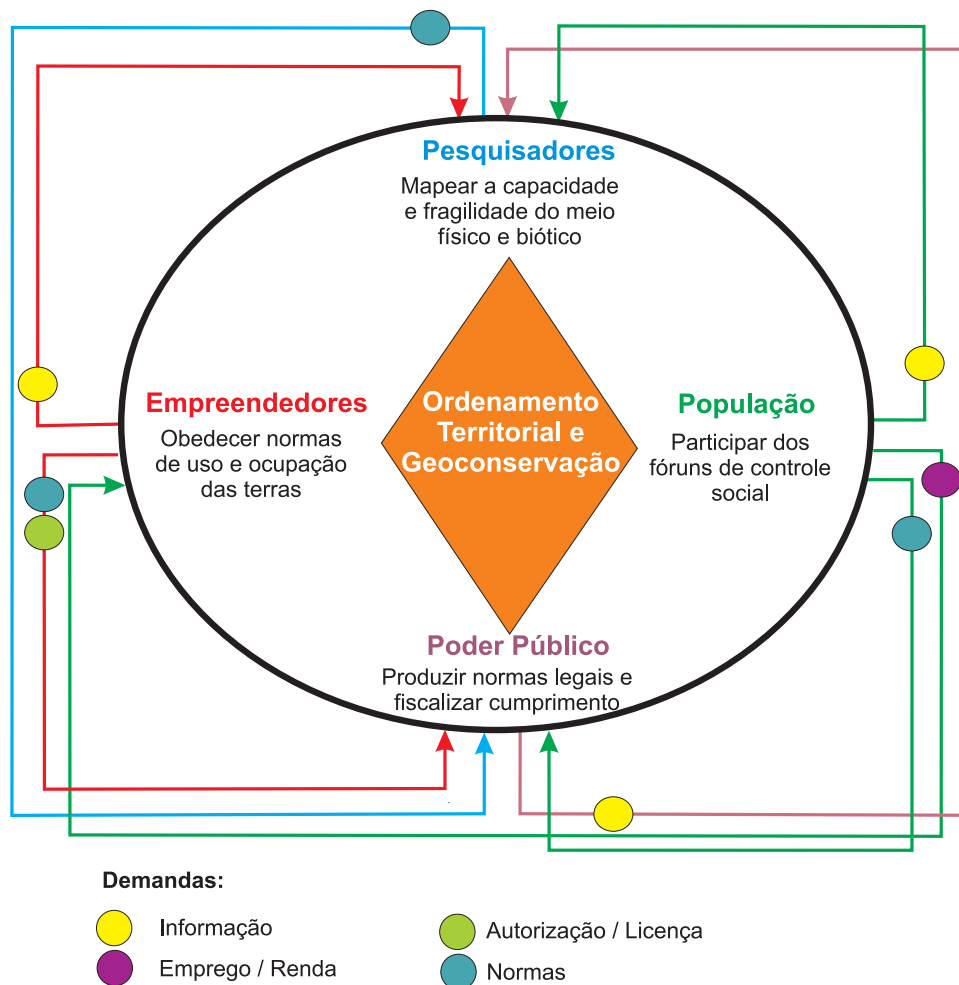 Pesquisadores
Mapear a capacidade
e fragilidade do meio
físico e biótico
Empreendedores
Obedecer normas
de uso e ocupação
das terras
Ordenamento
Territorial e
Geoconservação
População
Participar dos
fóruns de controle
social
Poder Público
Produzir normas legais e
fiscalizar cumprimento
Demandas:
Informação
Emprego / Renda
Autorização / Licença
Normas